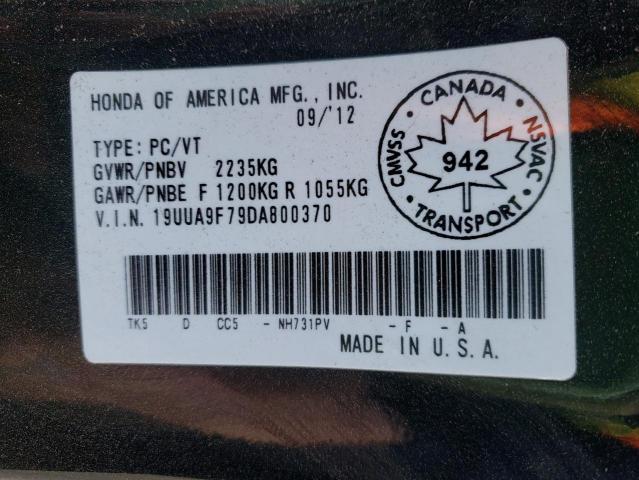 HONDA OF AMERICA MFG., INC.
09/'12
TYPE: PC/VT
GVWR/PNBV 2235KG
GAWR/PNBE F 1200KG R 1055KG
V.I.N. 19UUA9F79DA800370
CANADA
CMVSS NSVAC
942
TRANSPORT
TK5 D CC5 - NH731PV - F - A
MADE IN U.S.A.